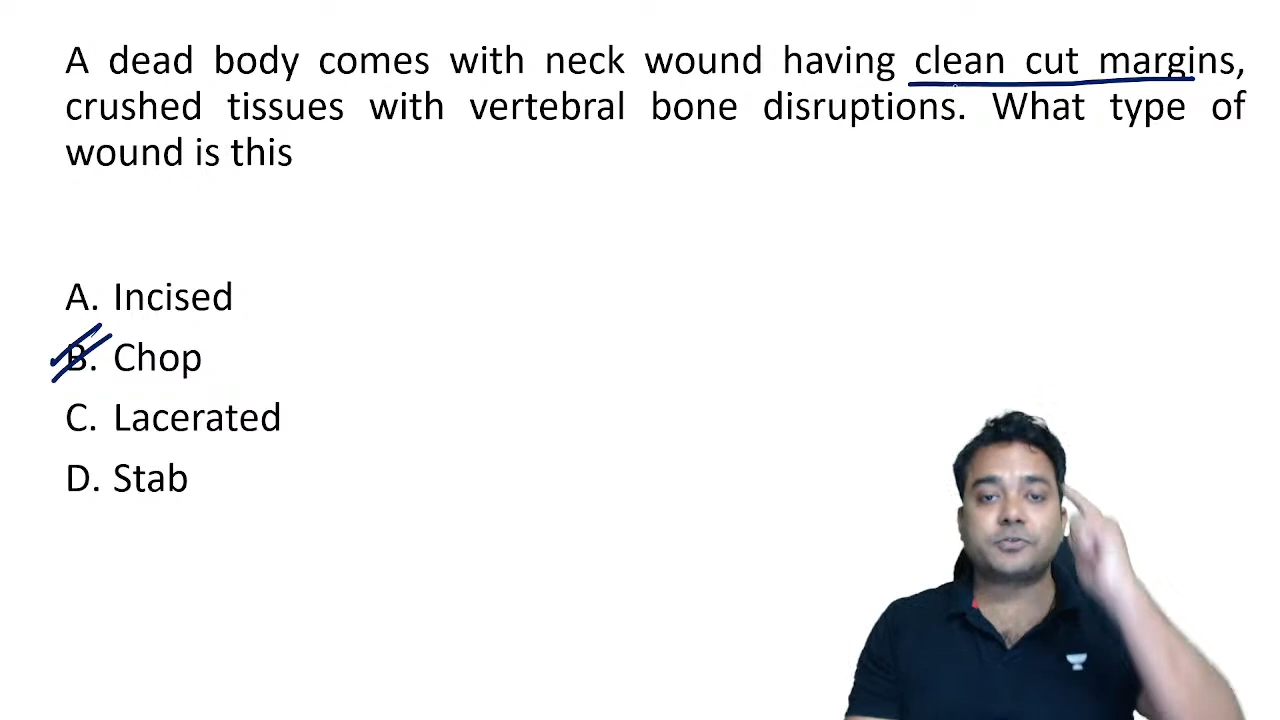 A dead body comes with neck wound having clean cut margins,
crushed tissues with vertebral bone disruptions. What type of
wound is this
A. Incised
B. Chop
C. Lacerated
D. Stab